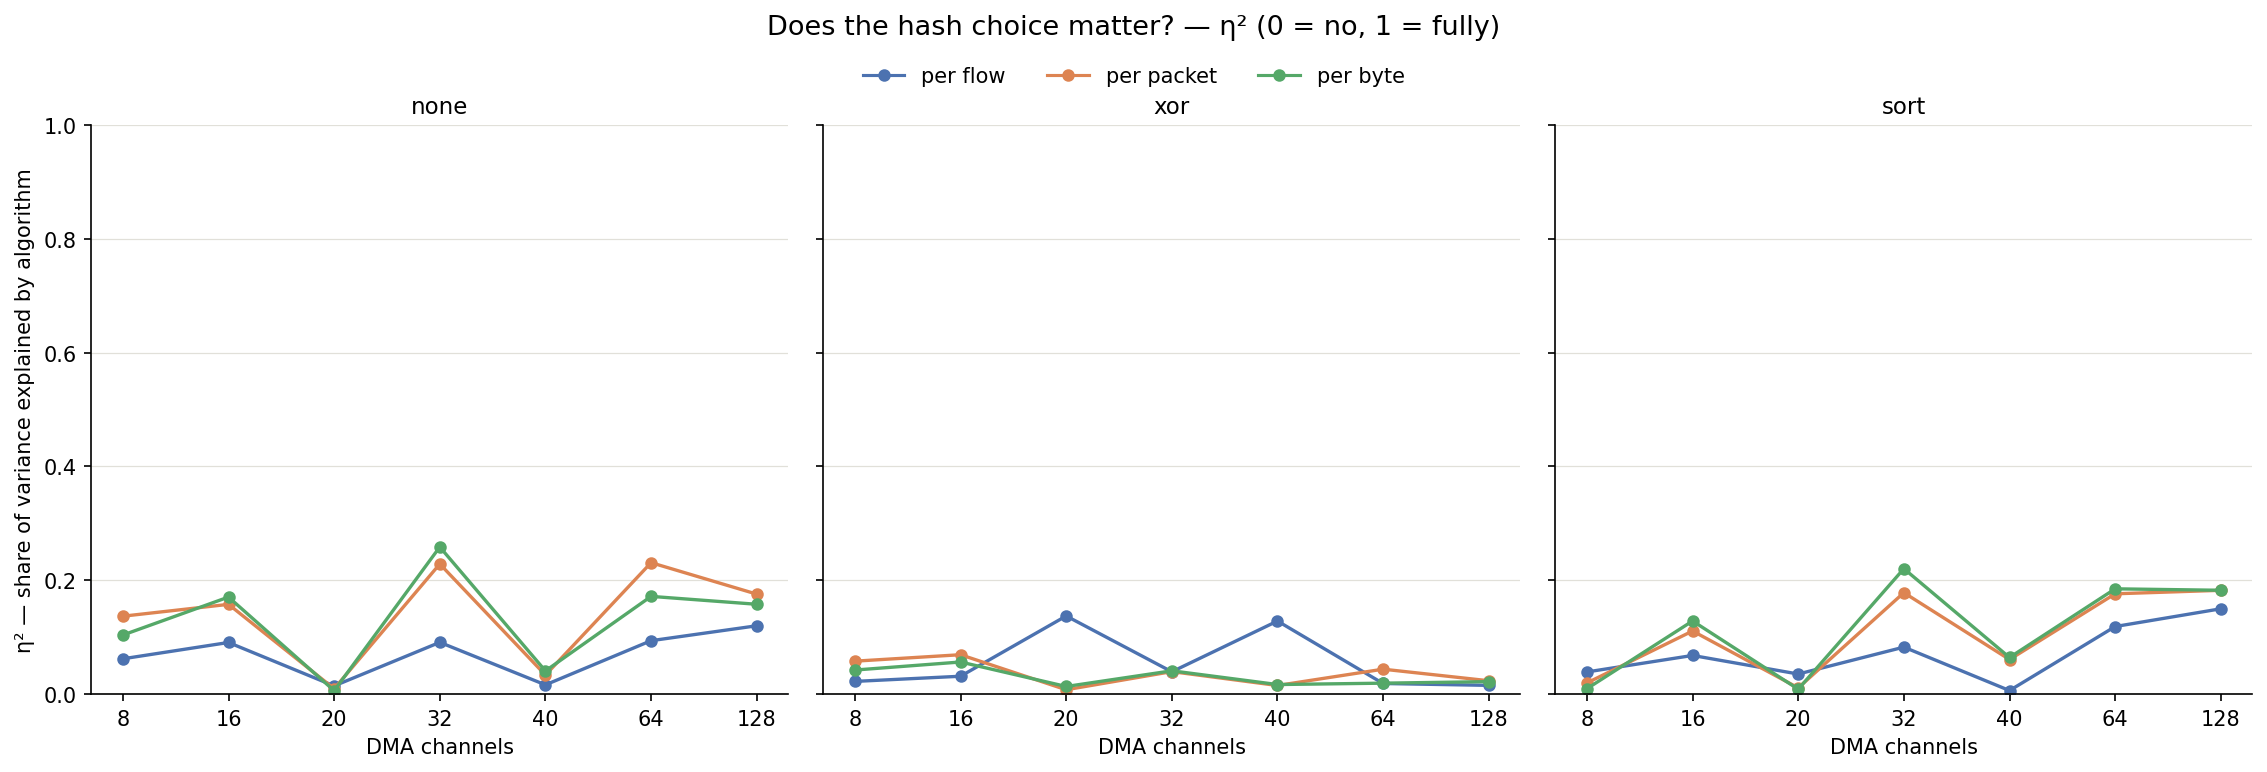 Does the hash choice matter? — η² (0 = no, 1 = fully)
per flow per packet per byte
none
xor
sort
η² — share of variance explained by algorithm
1.0
0.8
0.6
0.4
0.2
0.0
8 16 20 32 40 64 128
8 16 20 32 40 64 128
8 16 20 32 40 64 128
DMA channels
DMA channels
DMA channels